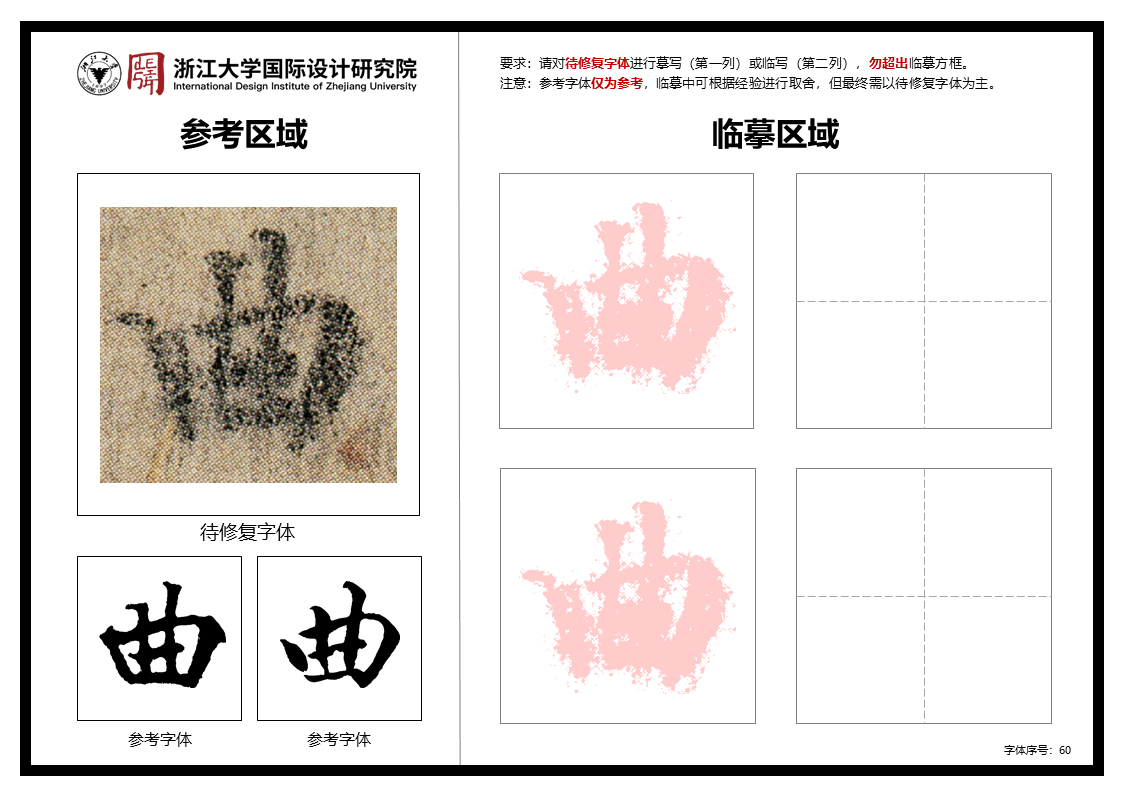 浙江大学国际设计研究院
International Design Institute of Zhejiang University
参考区域
曲
待修复字体
曲
曲
参考字体
参考字体
要求：请对待修复字体进行摹写（第一列）或临写（第二列），勿超出临摹方框。
注意：参考字体仅为参考，临摹中可根据经验进行取舍，但最终需以待修复字体为主。
临摹区域
曲
曲
字体序号：60